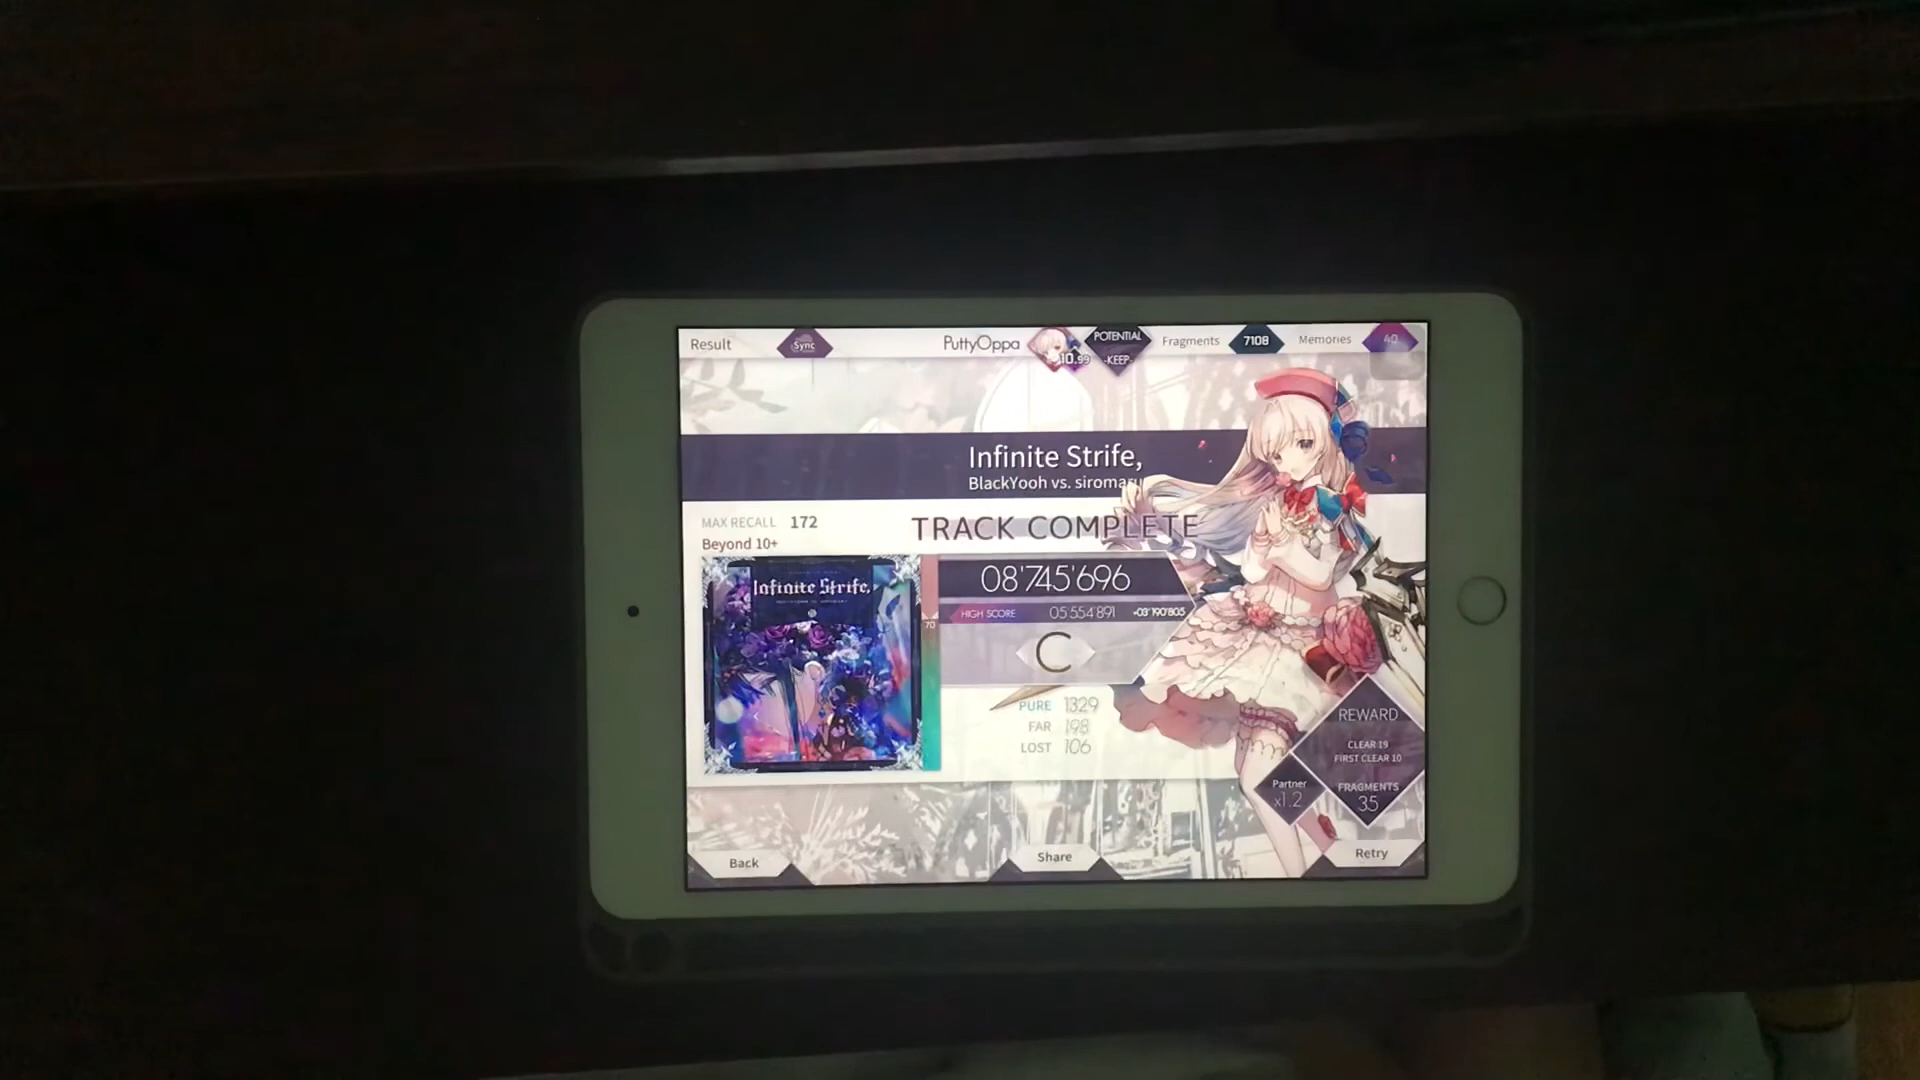 Result
Sync
PuttyOppa
10.99
POTENTIAL
-KEEP-
Fragments
7108
Memories
40
Infinite Strife,
BlackYooh vs. siromaru
MAX RECALL 172
Beyond 10+
TRACK COMPLETE
Infinite Strife,
70
08'745'696
HIGH SCORE 05'554'891 +03'190'805
C
PURE 1329
FAR 198
LOST 106
REWARD
CLEAR 19
FIRST CLEAR 10
FRAGMENTS
35
Partner
x1.2
Back
Share
Retry